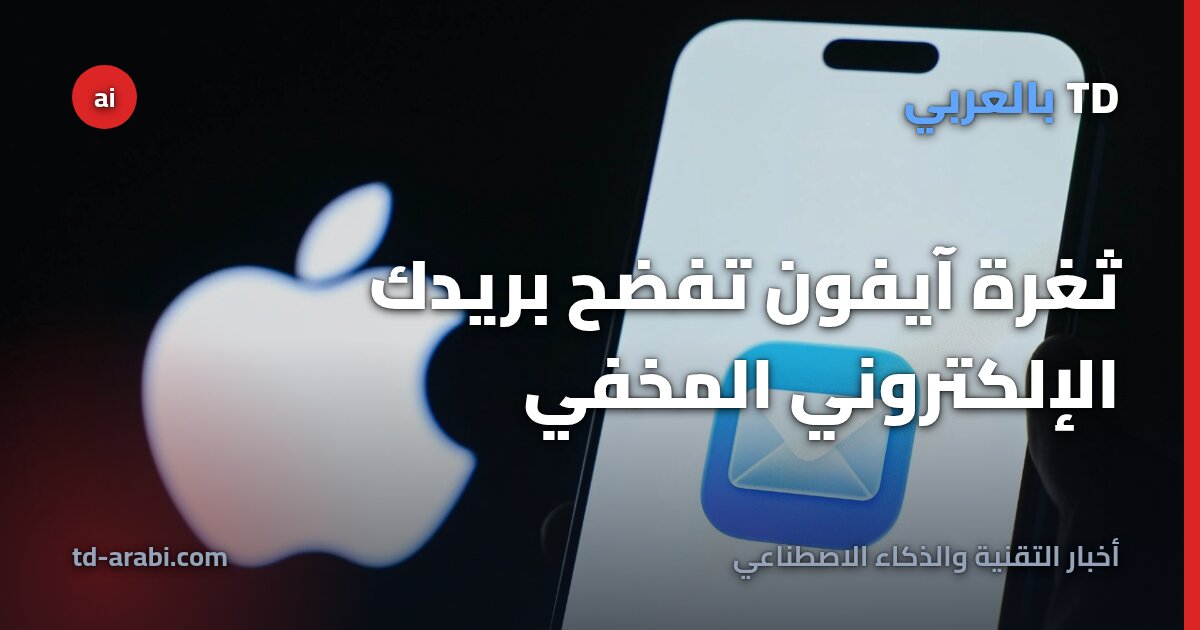 TD بالعربي
ai
ثغرة آيفون تفضح بريدك
الإلكتروني المخفي
أخبار التقنية والذكاء الاصطناعي
td-arabi.com